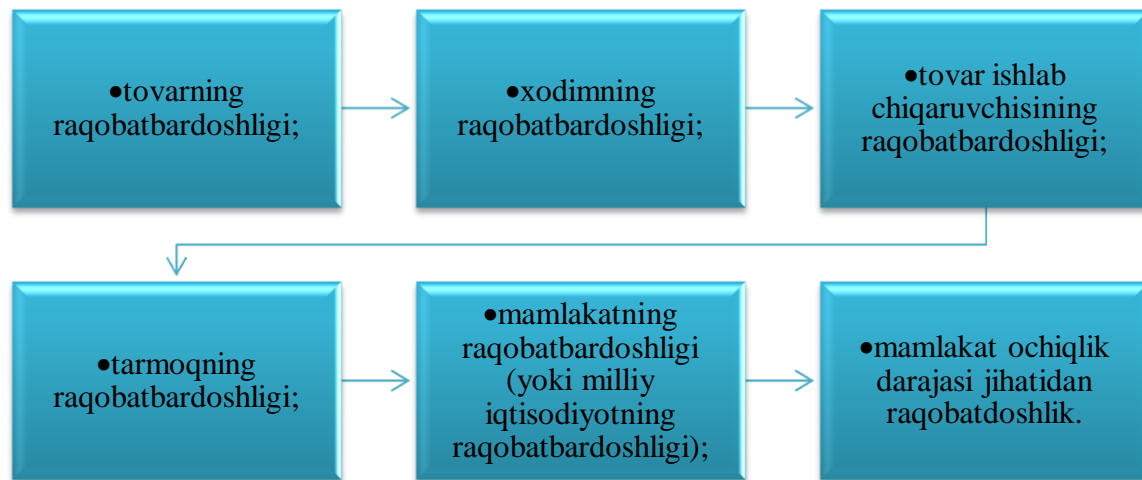 •tovarning
raqobatbardoshligi;
•xodimning
raqobatbardoshligi;
•tovar ishlab
chiqaruvchisining
raqobatbardoshligi;
•tarmoqning
raqobatbardoshligi;
•mamlakatning
raqobatbardoshligi
(yoki milliy
iqtisodiyotning
raqobatbardoshligi);
•mamlakat ochiqlik
darajasi jihatidan
raqobatdoshlik.